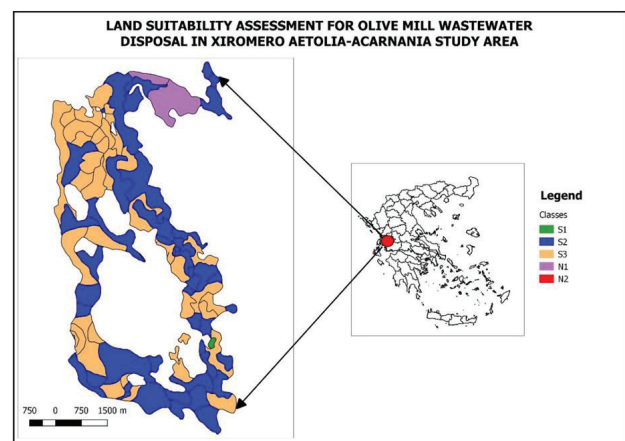 LAND SUITABILITY ASSESSMENT FOR OLIVE MILL WASTEWATER
DISPOSAL IN XIROMERO AETOLIA-ACARNANIA STUDY AREA
Legend
Classes
S1
S2
S3
N1
N2
750 0 750 1500 m